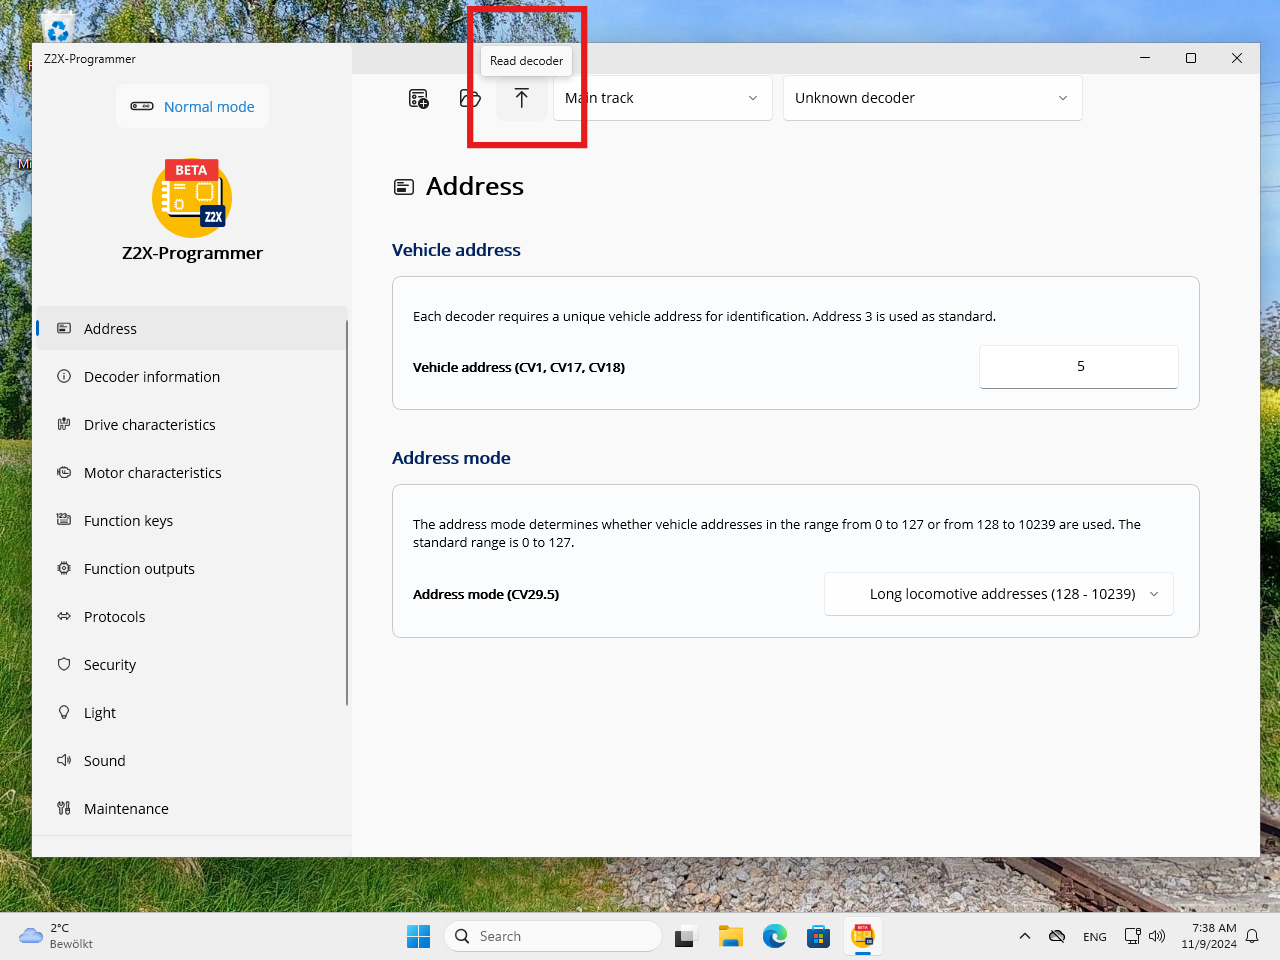 Z2X-Programmer
Read decoder
Normal mode
Main track
Unknown decoder
BETA
Z2X
Z2X-Programmer
Address
Decoder information
Drive characteristics
Motor characteristics
Function keys
Function outputs
Protocols
Security
Light
Sound
Maintenance
Address
Vehicle address
Each decoder requires a unique vehicle address for identification. Address 3 is used as standard.
Vehicle address (CV1, CV17, CV18)
5
Address mode
The address mode determines whether vehicle addresses in the range from 0 to 127 or from 128 to 10239 are used. The
standard range is 0 to 127.
Address mode (CV29.5)
Long locomotive addresses (128 - 10239)
2°C
Bewölkt
Search
BETA
ENG
7:38 AM
11/9/2024